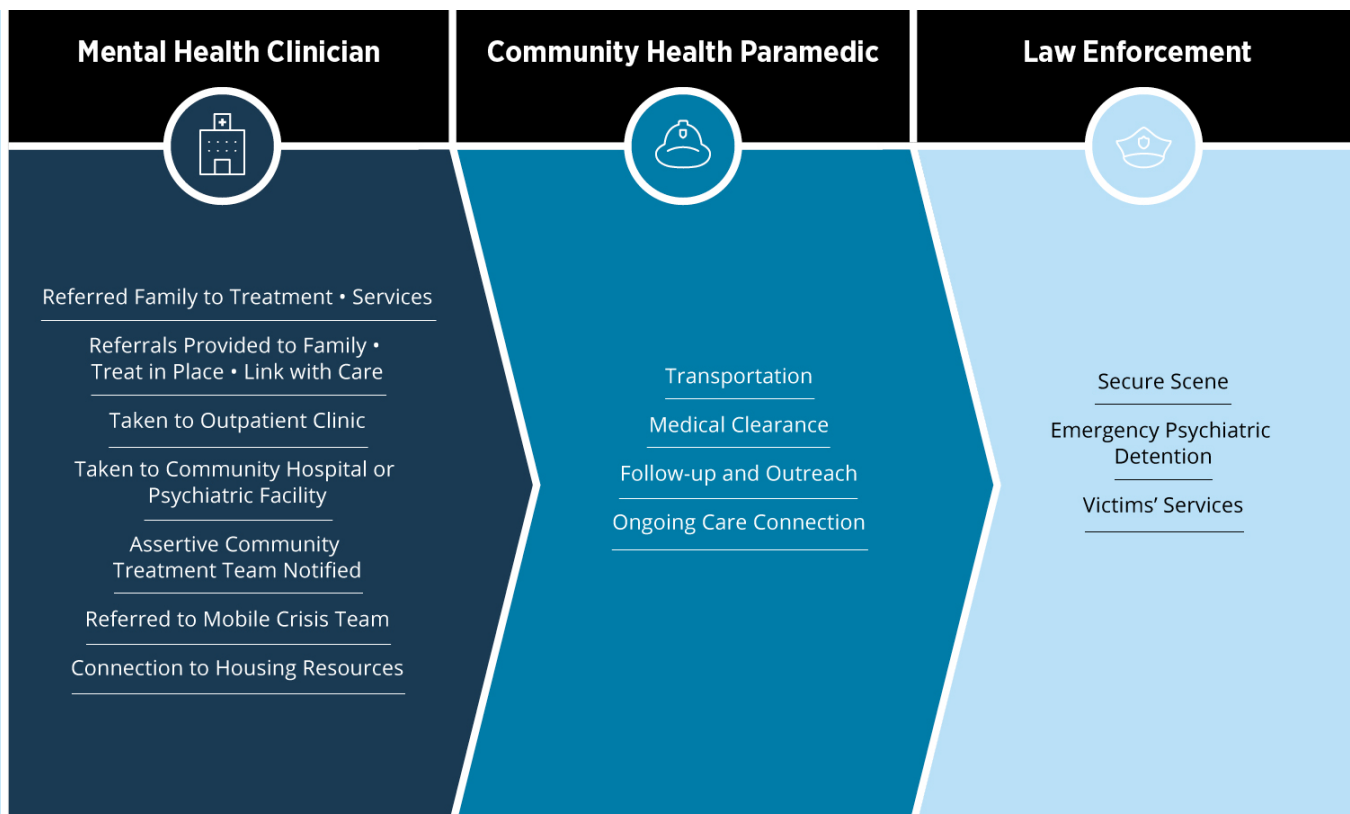 Mental Health Clinician
Community Health Paramedic
Law Enforcement
Referred Family to Treatment • Services
Referrals Provided to Family •
Treat in Place • Link with Care
Taken to Outpatient Clinic
Taken to Community Hospital or
Psychiatric Facility
Assertive Community
Treatment Team Notified
Referred to Mobile Crisis Team
Connection to Housing Resources
Transportation
Medical Clearance
Follow-up and Outreach
Ongoing Care Connection
Secure Scene
Emergency Psychiatric
Detention
Victims’ Services